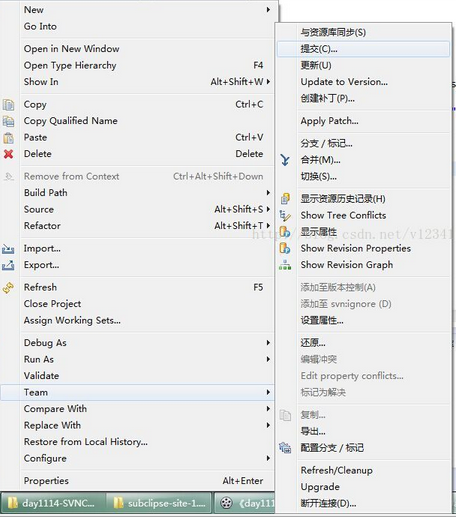 New
Go Into
Open in New Window
Open Type Hierarchy F4
Show In Alt+Shift+W
Copy Ctrl+C
Copy Qualified Name
Paste Ctrl+V
Delete Delete
Remove from Context Ctrl+Alt+Shift+Down
Build Path
Source Alt+Shift+S
Refactor Alt+Shift+T
Import...
Export...
Refresh F5
Close Project
Assign Working Sets...
Debug As
Run As
Validate
Team
Compare With
Replace With
Restore from Local History...
Configure
Properties Alt+Enter
与资源库同步(S)
提交(C)...
更新(U)
Update to Version...
创建补丁(P)...
Apply Patch...
分支 / 标记...
合并(M)...
切换(S)...
显示资源历史记录(H)
Show Tree Conflicts
显示属性
Show Revision Properties
Show Revision Graph
添加至版本控制(A)
添加至 svn:ignore (D)
设置属性...
还原...
编辑冲突
Edit property conflicts...
标记为解决
复制...
导出...
配置分支 / 标记
Refresh/Cleanup
Upgrade
断开连接(D)...
day1114-SVNC...
subclipse-site-1....
《day11